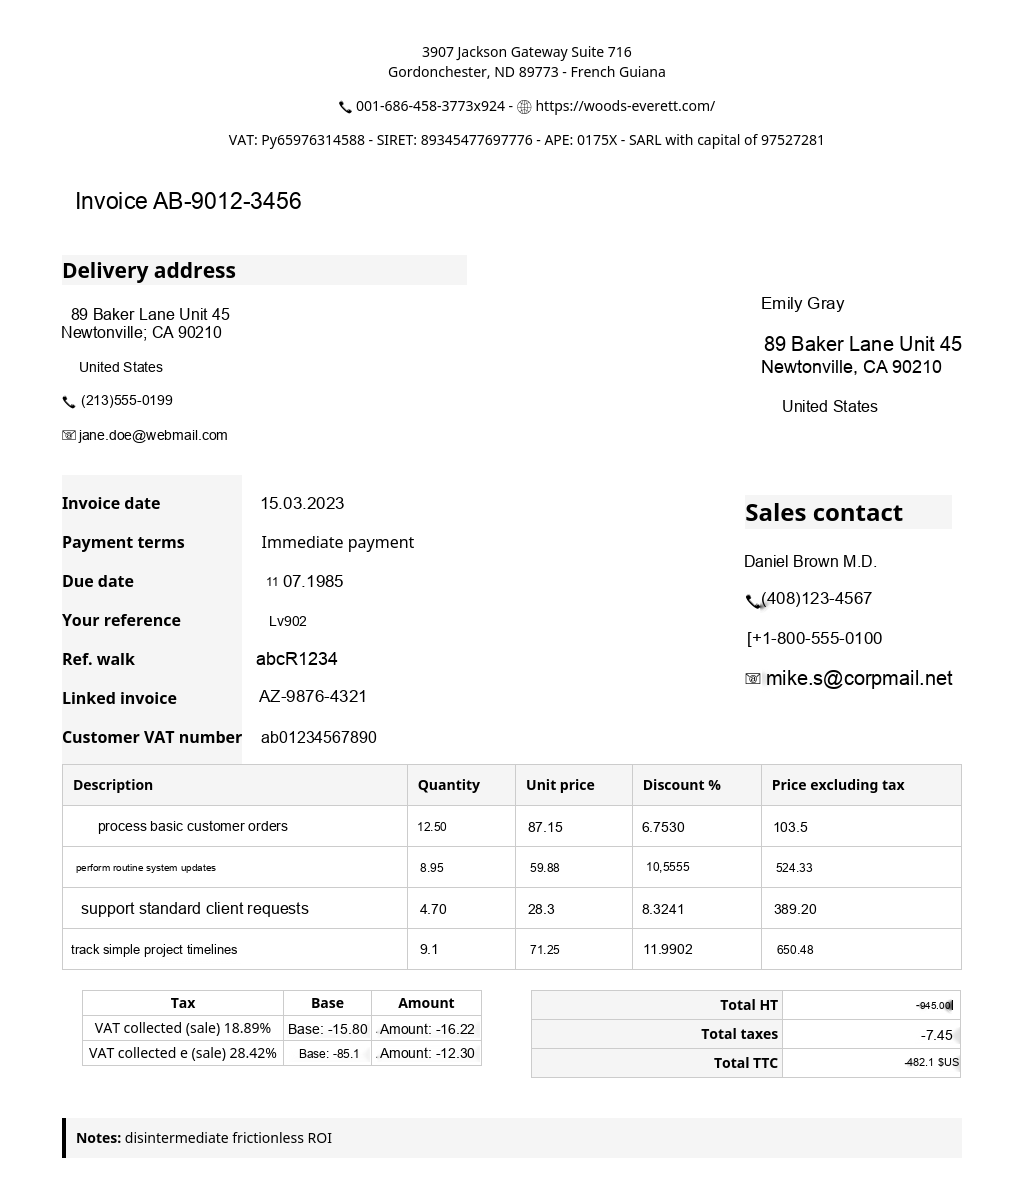 3907 Jackson Gateway Suite 716
Gordonchester, ND 89773 - French Guiana
001-686-458-3773x924 - https://woods-everett.com/
VAT: Py65976314588 - SIRET: 89345477697776 - APE: 0175X - SARL with capital of 97527281
Invoice AB-9012-3456
Delivery address
89 Baker Lane Unit 45
Newtonville; CA 90210
United States
(213)555-0199
jane.doe@webmail.com
Emily Gray
89 Baker Lane Unit 45
Newtonville, CA 90210
United States
Invoice date 15.03.2023
Payment terms Immediate payment
Due date 11 07.1985
Your reference Lv902
Ref. walk abcR1234
Linked invoice AZ-9876-4321
Customer VAT number ab01234567890
Sales contact
Daniel Brown M.D.
(408)123-4567
[+1-800-555-0100
mike.s@corpmail.net
Description Quantity Unit price Discount % Price excluding tax
process basic customer orders 12.50 87.15 6.7530 103.5
perform routine system updates 8.95 59.88 10,5555 524.33
support standard client requests 4.70 28.3 8.3241 389.20
track simple project timelines 9.1 71.25 11.9902 650.48
Tax Base Amount
VAT collected (sale) 18.89% Base: -15.80 Amount: -16.22
VAT collected e (sale) 28.42% Base: -85.1 Amount: -12.30
Total HT -945.00
Total taxes -7.45
Total TTC -482.1 $US
Notes: disintermediate frictionless ROI